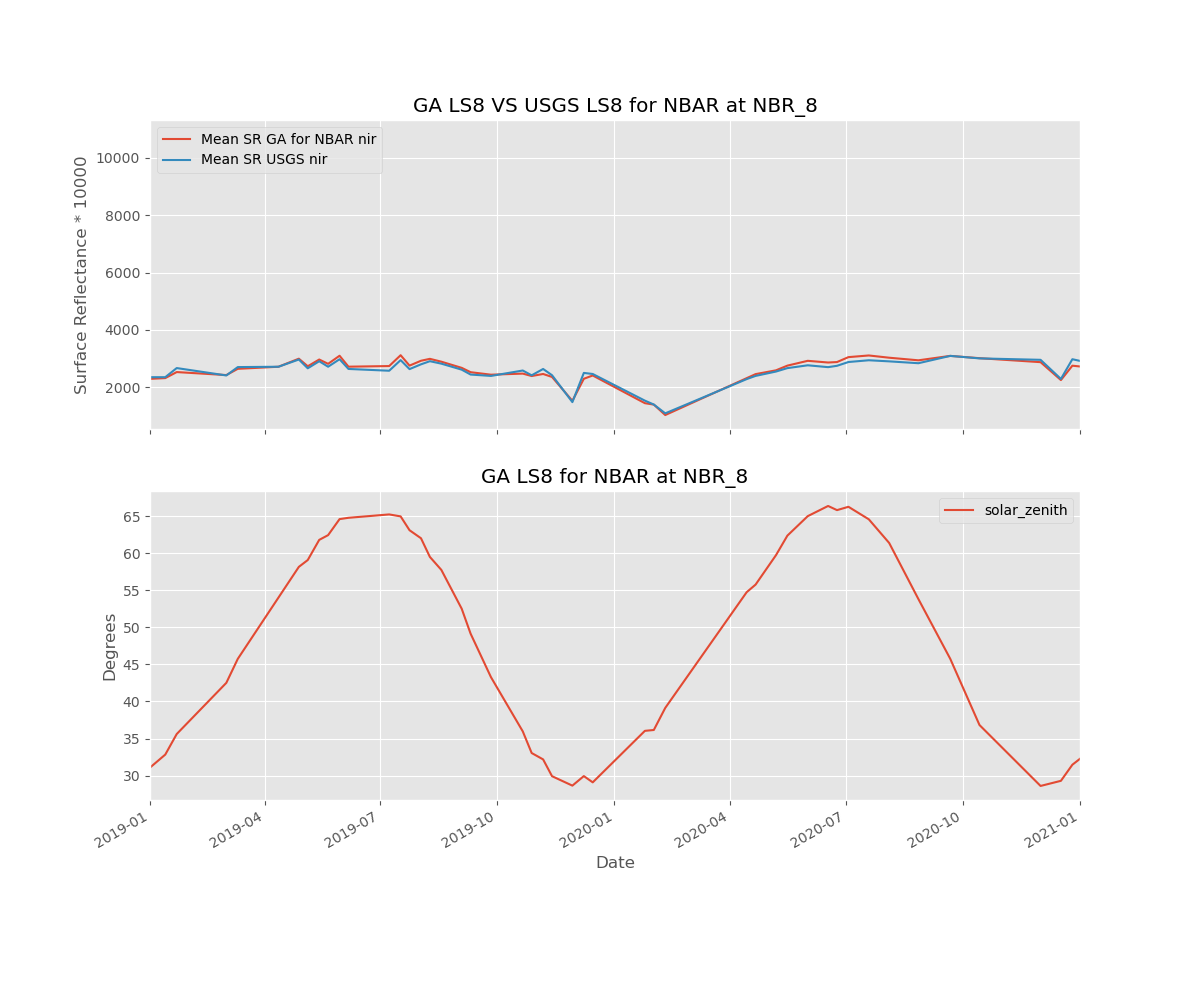 GA LS8 VS USGS LS8 for NBAR at NBR_8
Mean SR GA for NBAR nir
Mean SR USGS nir
Surface Reflectance * 10000
10000
8000
6000
4000
2000
GA LS8 for NBAR at NBR_8
solar_zenith
Degrees
65
60
55
50
45
40
35
30
2019-01
2019-04
2019-07
2019-10
2020-01
2020-04
2020-07
2020-10
2021-01
Date